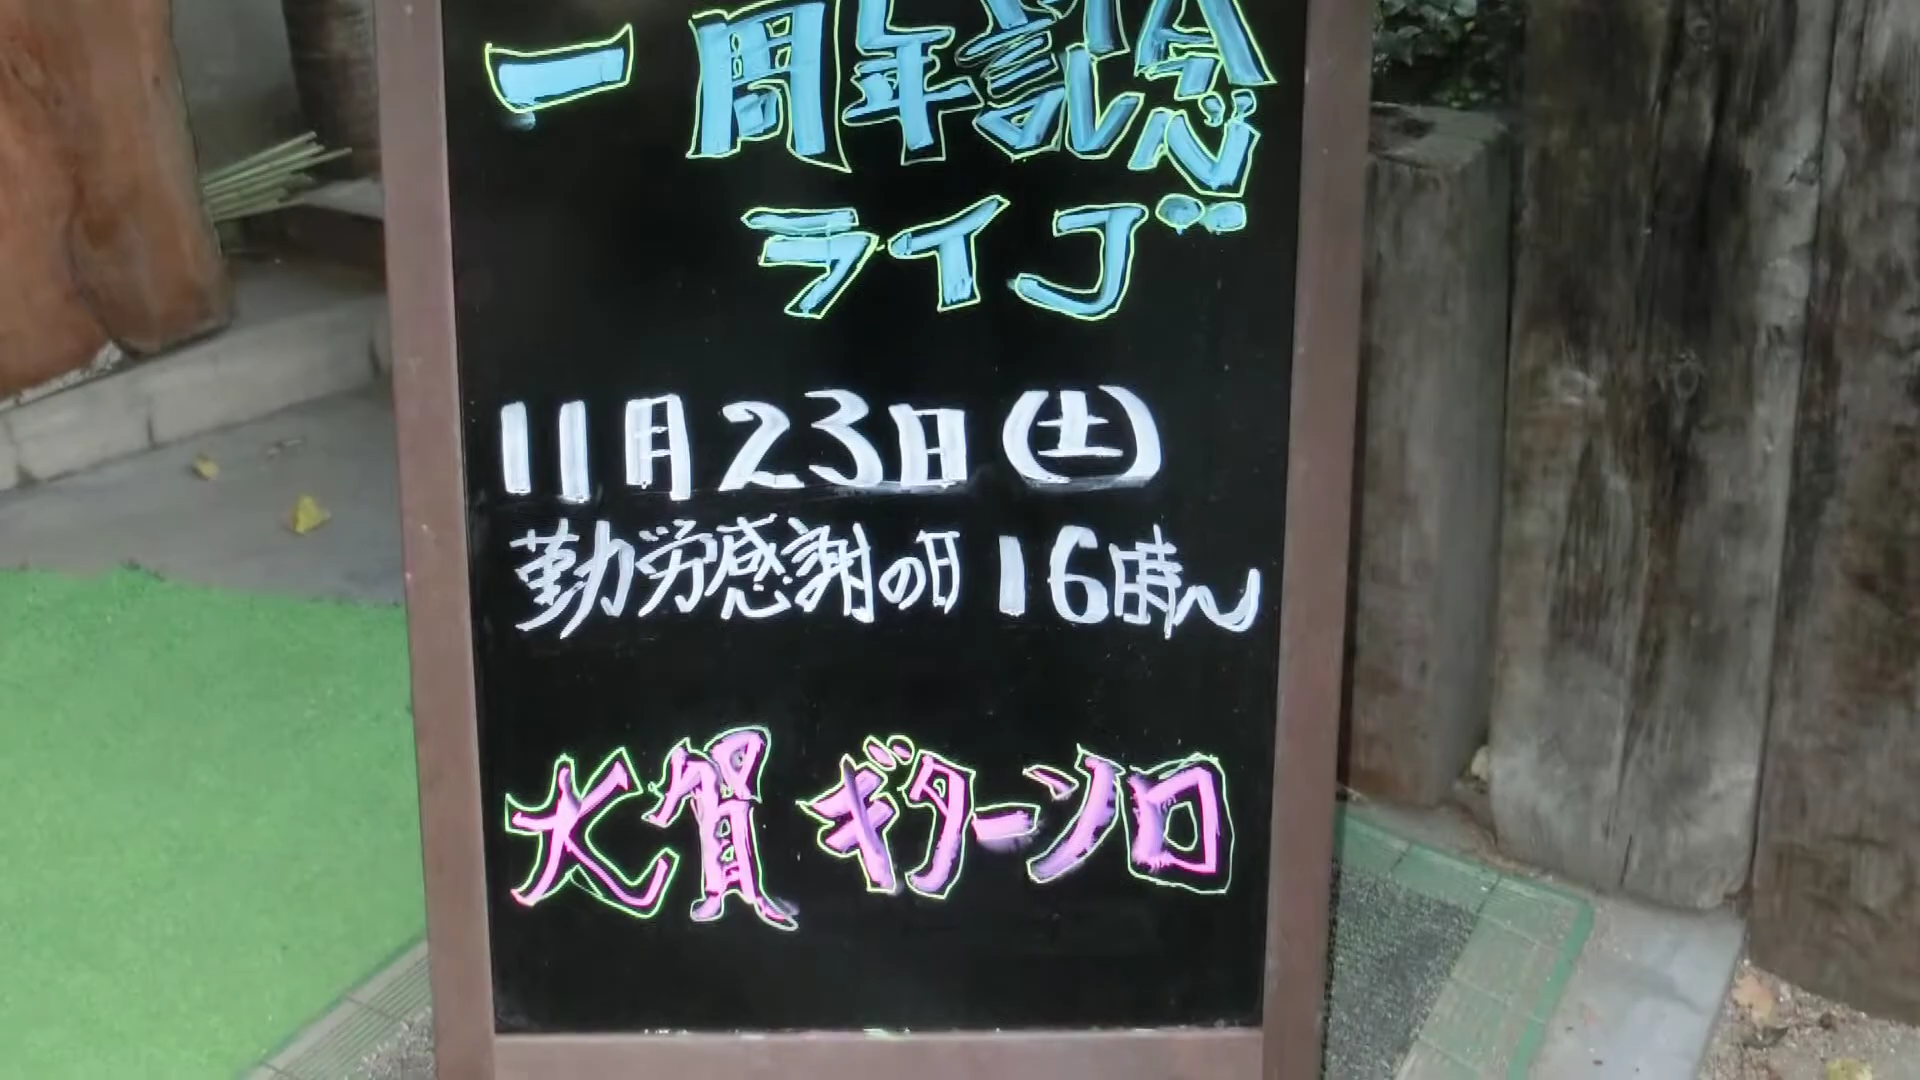 一周年記念
ライブ
11月23日(土)
勤労感謝の日 16時〜
大賀 ギターソロ